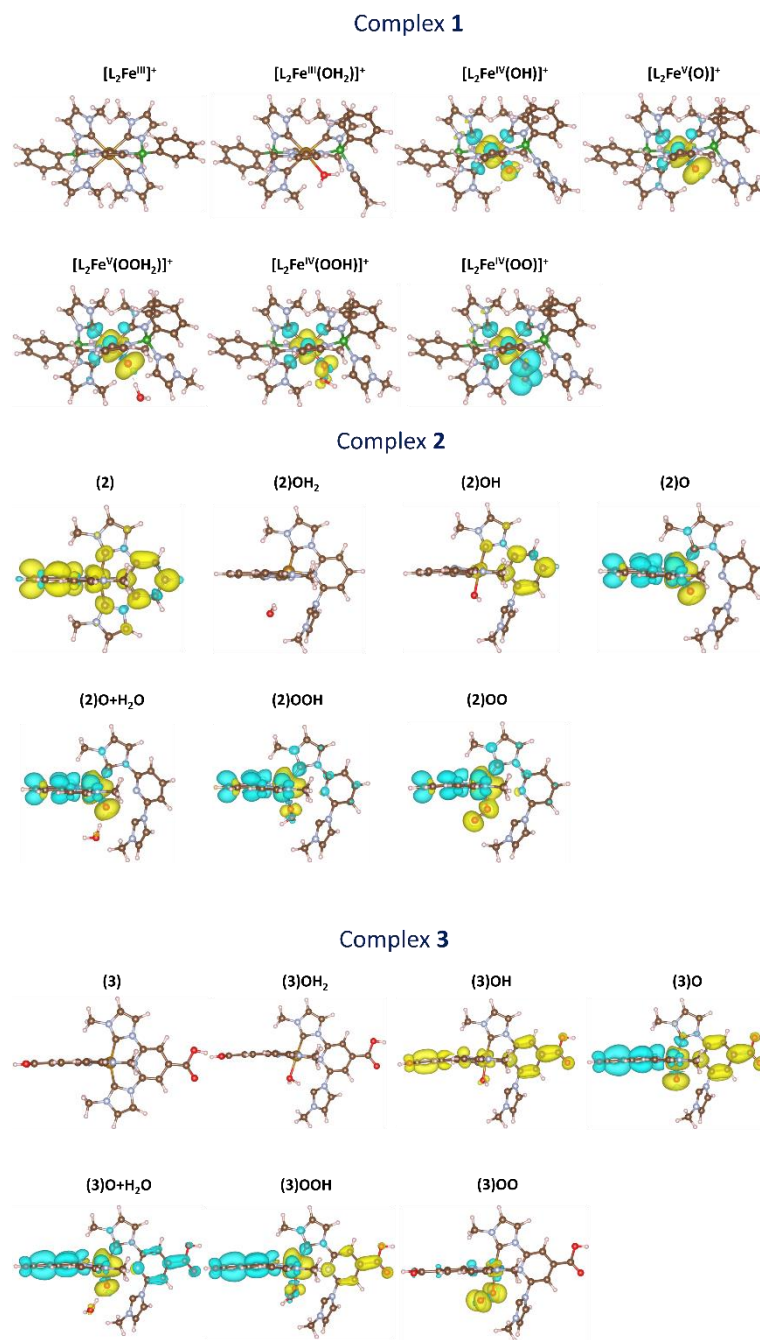 Complex 1
[L₂Feᴵᴵᴵ]⁺ [L₂Feᴵᴵᴵ(OH₂)]⁺ [L₂Feᴵⱽ(OH)]⁺ [L₂Feⱽ(O)]⁺
[L₂Feⱽ(OOH₂)]⁺ [L₂Feᴵⱽ(OOH)]⁺ [L₂Feᴵⱽ(OO)]⁺
Complex 2
(2) (2)OH₂ (2)OH (2)O
(2)O+H₂O (2)OOH (2)OO
Complex 3
(3) (3)OH₂ (3)OH (3)O
(3)O+H₂O (3)OOH (3)OO